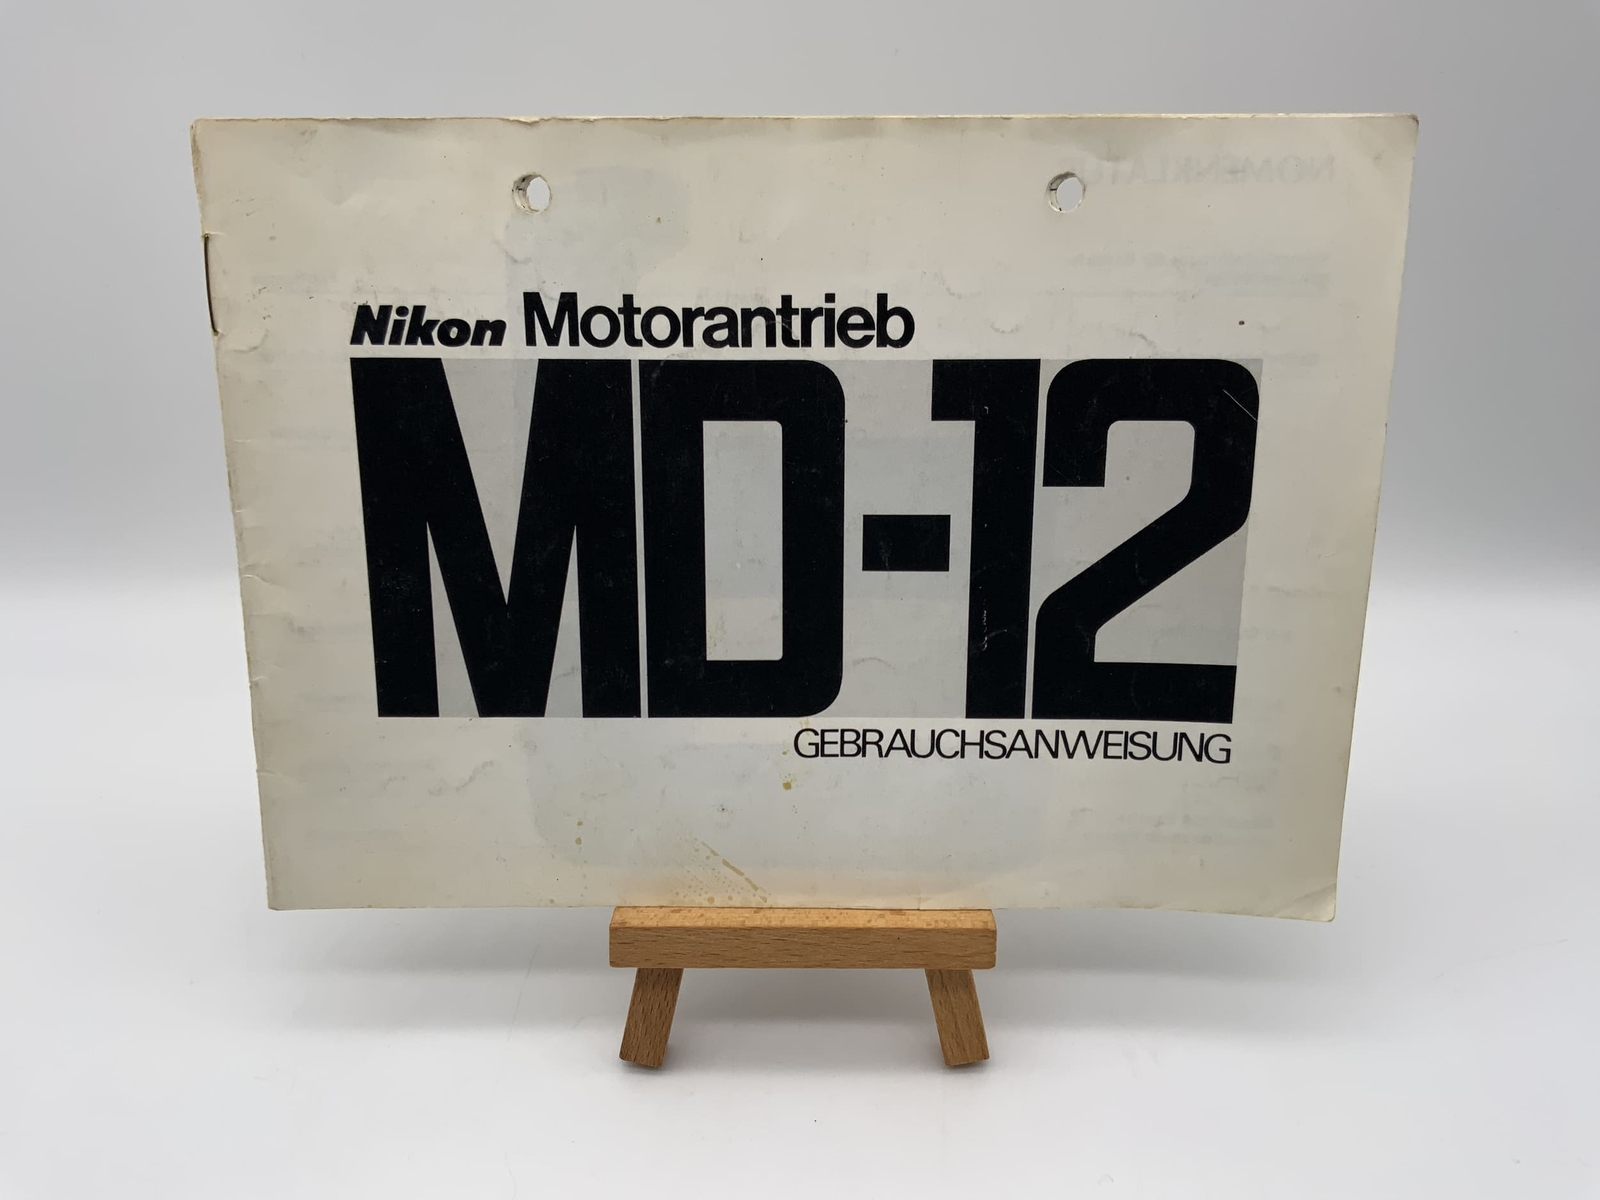 Nikon Motorantrieb
MD-12
GEBRAUCHSANWEISUNG